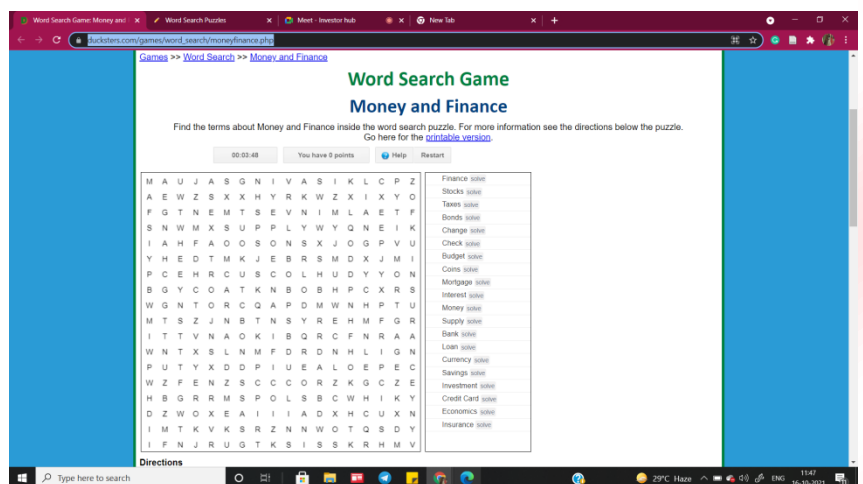 Word Search Game: Money and
Word Search Puzzles
Meet - Investor hub
New Tab
ducksters.com/games/word_search/moneyfinance.php
Games >> Word Search >> Money and Finance
Word Search Game
Money and Finance
Find the terms about Money and Finance inside the word search puzzle. For more information see the directions below the puzzle.
Go here for the printable version.
00:03:48 You have 0 points Help Restart
M A U J A S G N I V A S I K L C P Z
A E W Z S X X H Y R K W Z X I X Y O
F G T N E M T S E V N I M L A E T F
S N W M X S U P P L Y W Y Q N E I K
I A H F A O O S O N S X J O G P V U
Y H E D T M K J E B R S M D X J M I
P C E H R C U S C O L H U D Y Y O N
B G Y C O A T K N B O B H P C X R S
W G N T O R C Q A P D M W N H P T U
M T S Z J N B T N S Y R E H M F G R
I T T V N A O K I B Q R C F N R A A
W N T X S L N M F D R D N H L I G N
P U T Y X D D P I U E A L O E P E C
W Z F E N Z S C C C O R Z K G C Z E
H B G R R M S P O L S B C W H I K Y
D Z W O X E A I I I A D X H C U X N
I M T K V K S R Z N N W O T Q S D Y
I F N J R U G T K S I S S K R H M V
Finance solve
Stocks solve
Taxes solve
Bonds solve
Change solve
Check solve
Budget solve
Coins solve
Mortgage solve
Interest solve
Money solve
Supply solve
Bank solve
Loan solve
Currency solve
Savings solve
Investment solve
Credit Card solve
Economics solve
Insurance solve
Directions
Type here to search
29°C Haze
ENG
11:47
16-10-2021